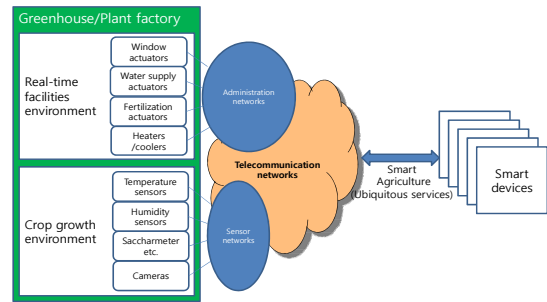 Greenhouse/Plant factory
Real-time
facilities
environment
Window
actuators
Water supply
actuators
Fertilization
actuators
Heaters
/coolers
Administration
networks
Telecommunication
networks
Smart
Agriculture
(Ubiquitous services)
Smart
devices
Crop growth
environment
Temperature
sensors
Humidity
sensors
Saccharmeter
etc.
Cameras
Sensor
networks